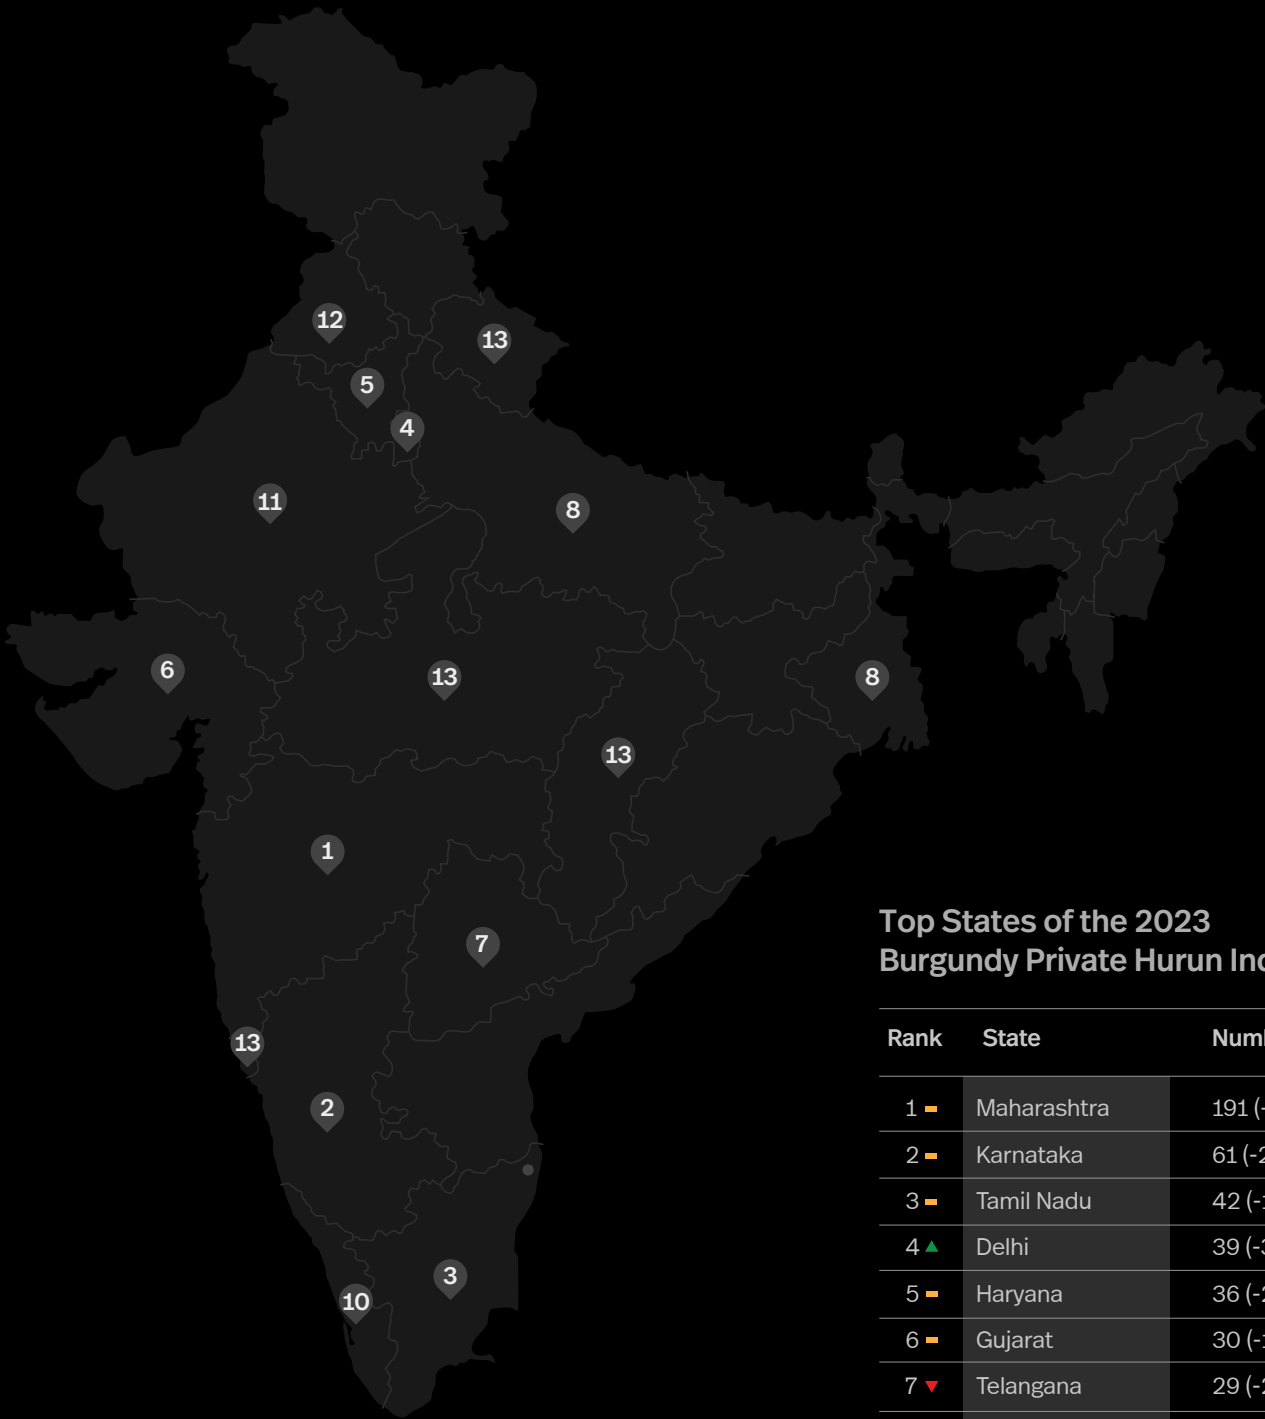 12
13
5
4
11
8
6
13
8
13
1
7
13
2
3
10
Top States of the 2023
Burgundy Private Hurun
Rank State
1 Maharashtra 191
2 Karnataka 61
3 Tamil Nadu 42
4 Delhi 39
5 Haryana 36
6 Gujarat 30
7 Telangana 29